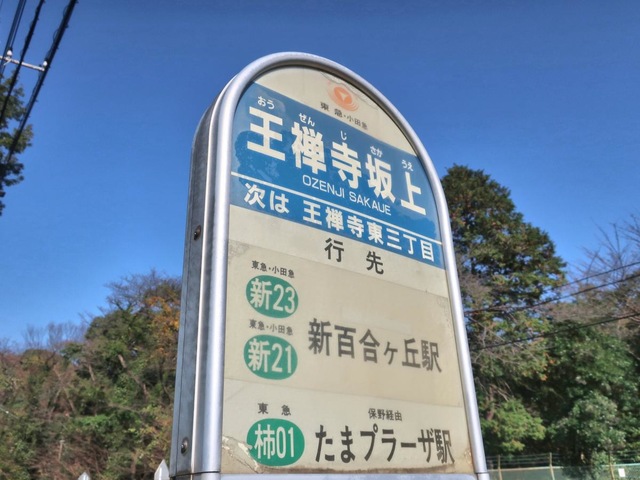 東急・小田急
おう ぜん じ さか うえ
王禅寺坂上
OZENJI SAKAUE
次は 王禅寺東三丁目
行先
東急・小田急
新23
東急・小田急
新21
新百合ヶ丘駅
東急 保野経由
柿01 たまプラーザ駅